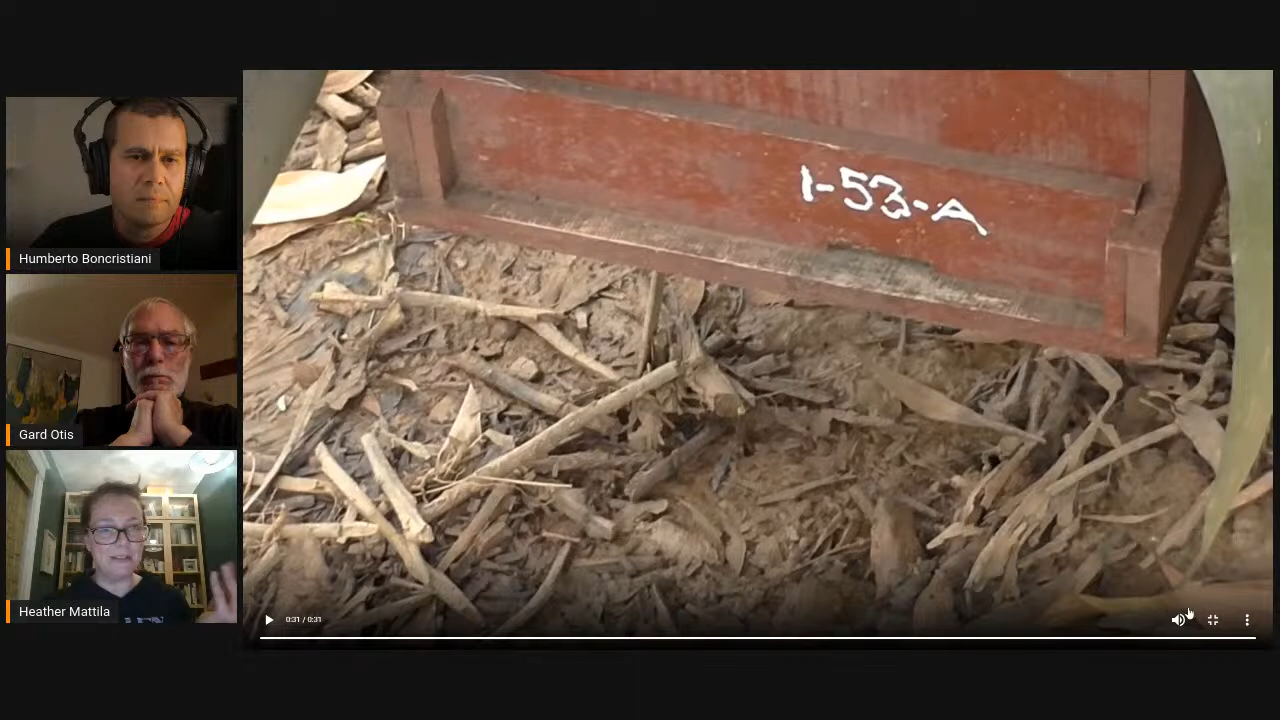 Humberto Boncristiani
Gard Otis
Heather Mattila
1-53-A
0:31 / 0:31